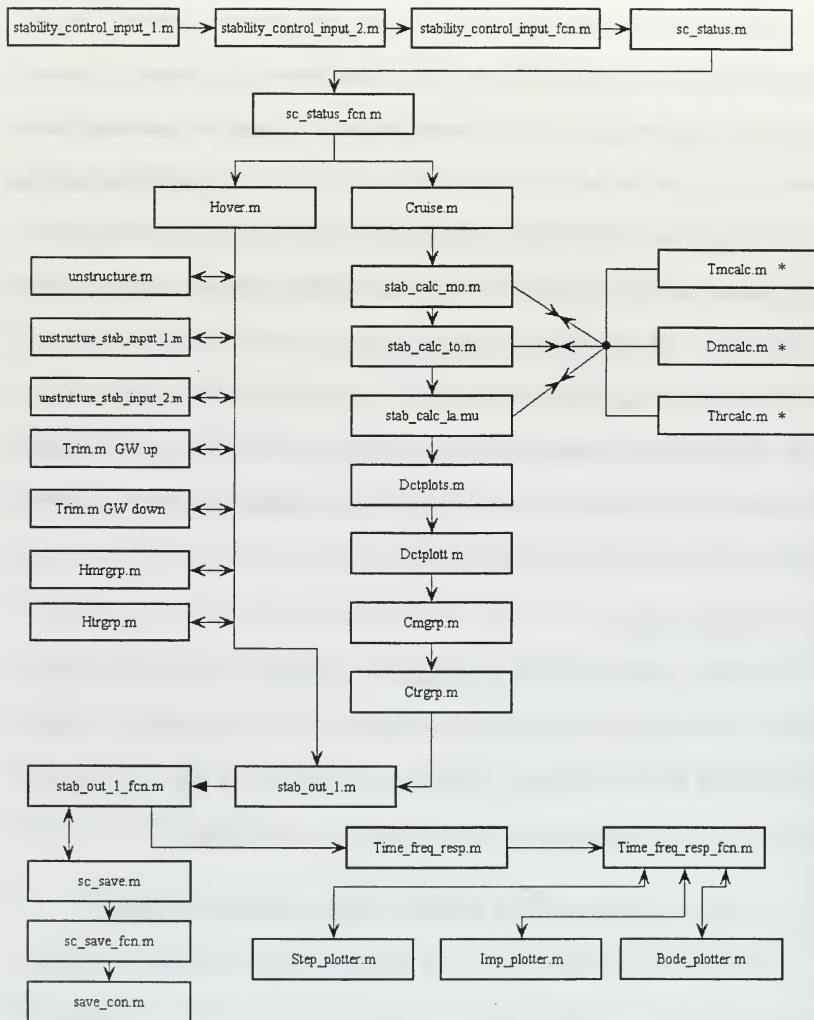 stability_control_input_1.m
stability_control_input_2.m
stability_control_input_fcn.m
sc_status.m
sc_status_fcn m
Hover.m
Cruise.m
unstructure.m
stab_calc_mo.m
Tmcalc.m *
unstructure_stab_input_1.m
stab_calc_to.m
Dmcalc.m *
unstructure_stab_input_2.m
stab_calc_la.mu
Thrcalc.m *
Trim.m GW up
Dctplots.m
Trim.m GW down
Dctplott m
Hmrgrp.m
Cmgrp.m
Htrgrp.m
Ctrgrp.m
stab_out_1_fcn.m
stab_out_1.m
Time_freq_resp.m
Time_freq_resp_fcn.m
sc_save.m
sc_save_fcn.m
Step_plotter.m
Imp_plotter.m
Bode_plotter m
save_con.m